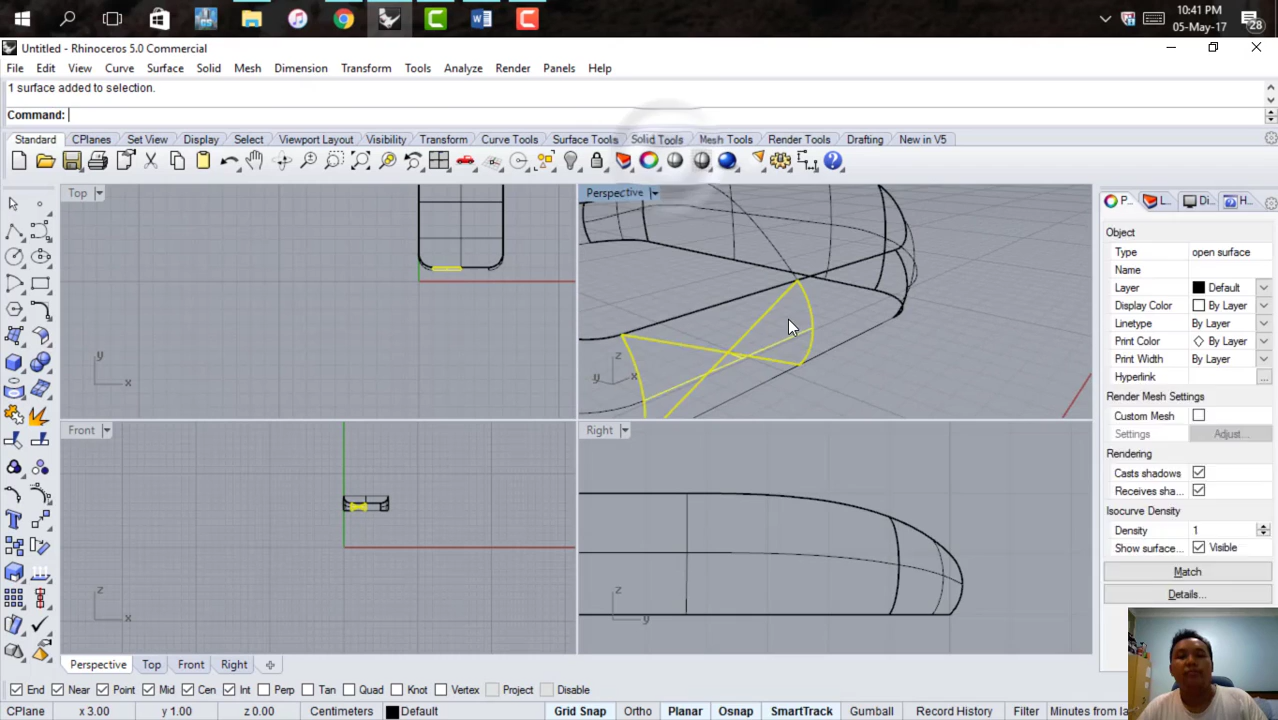 10:41 PM
05-May-17
28
Untitled - Rhinoceros 5.0 Commercial
File Edit View Curve Surface Solid Mesh Dimension Transform Tools Analyze Render Panels Help
1 surface added to selection.
Command:
Standard CPlanes Set View Display Select Viewport Layout Visibility Transform Curve Tools Surface Tools Solid Tools Mesh Tools Render Tools Drafting New in V5
Top
Perspective
P... L... Di... H...
Object
Type open surface
Name
Layer Default
Display Color By Layer
Linetype By Layer
Print Color By Layer
Print Width By Layer
Hyperlink ...
Render Mesh Settings
Custom Mesh
Settings Adjust...
Rendering
Casts shadows
Receives sha...
Isocurve Density
Density 1
Show surface... Visible
Match
Details...
y
x
z
y x
Front
Right
z
x
z
y
Perspective Top Front Right
End Near Point Mid Cen Int Perp Tan Quad Knot Vertex Project Disable
CPlane x 3.00 y 1.00 z 0.00 Centimeters Default Grid Snap Ortho Planar Osnap SmartTrack Gumball Record History Filter Minutes from la